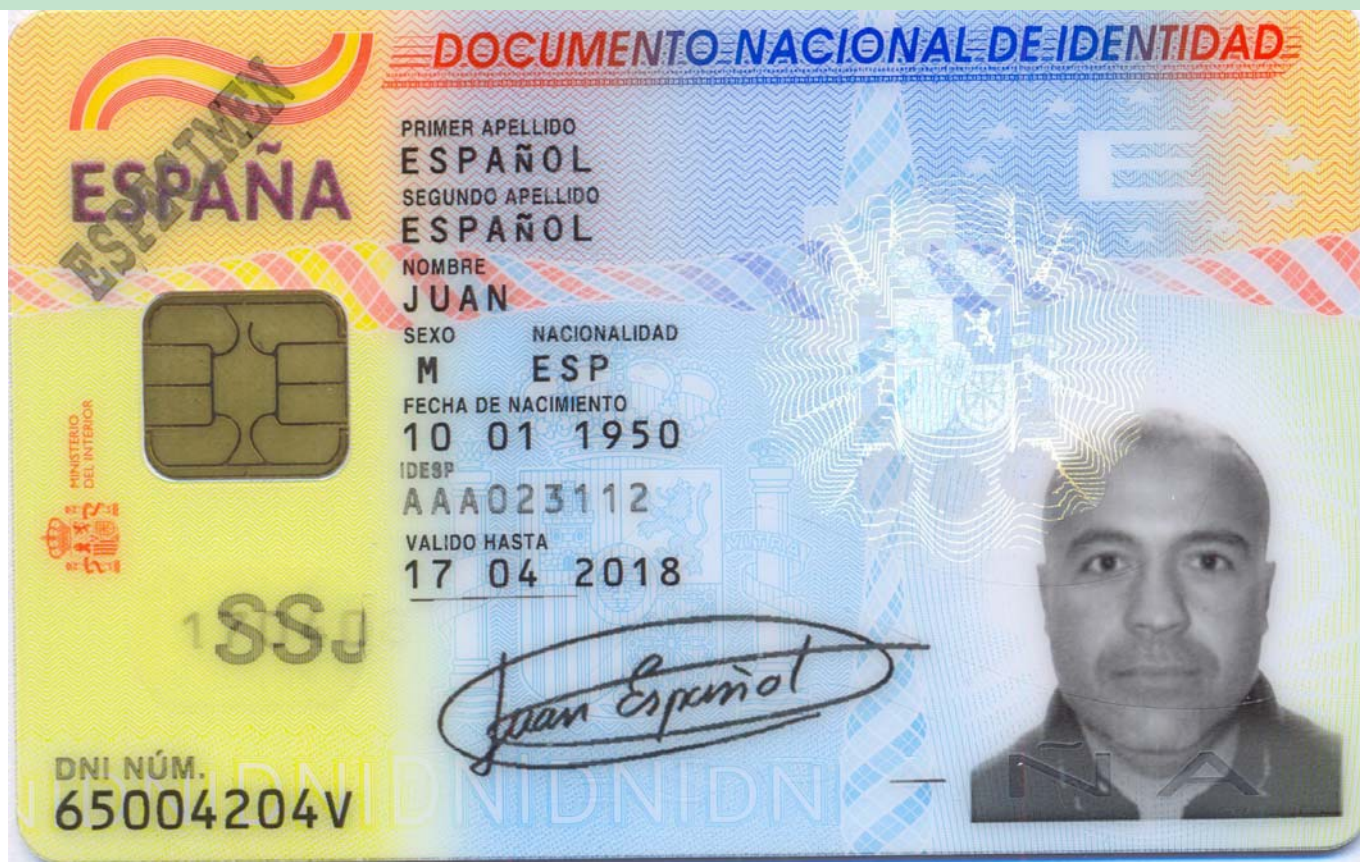 DOCUMENTO NACIONAL DE IDENTIDAD
ESPAÑA
ESPECIMEN
PRIMER APELLIDO
ESPAÑOL
SEGUNDO APELLIDO
ESPAÑOL
NOMBRE
JUAN
SEXO NACIONALIDAD
M ESP
FECHA DE NACIMIENTO
10 01 1950
IDESP
AAA023112
VALIDO HASTA
17 04 2018
MINISTERIO
DEL INTERIOR
SSJ
Juan Español
DNI NÚM.
65004204V
DNIDNIDNIDNI
Ñ A